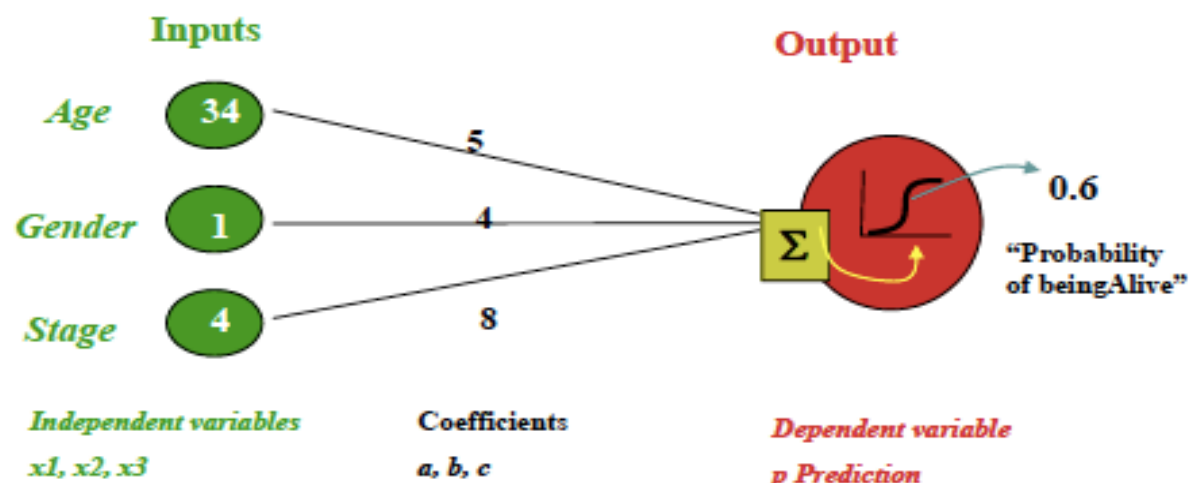 Inputs
Output
Age
34
5
Gender
1
4
Σ
0.6
“Probability
of beingAlive”
Stage
4
8
Independent variables
Coefficients
Dependent variable
x1, x2, x3
a, b, c
p Prediction